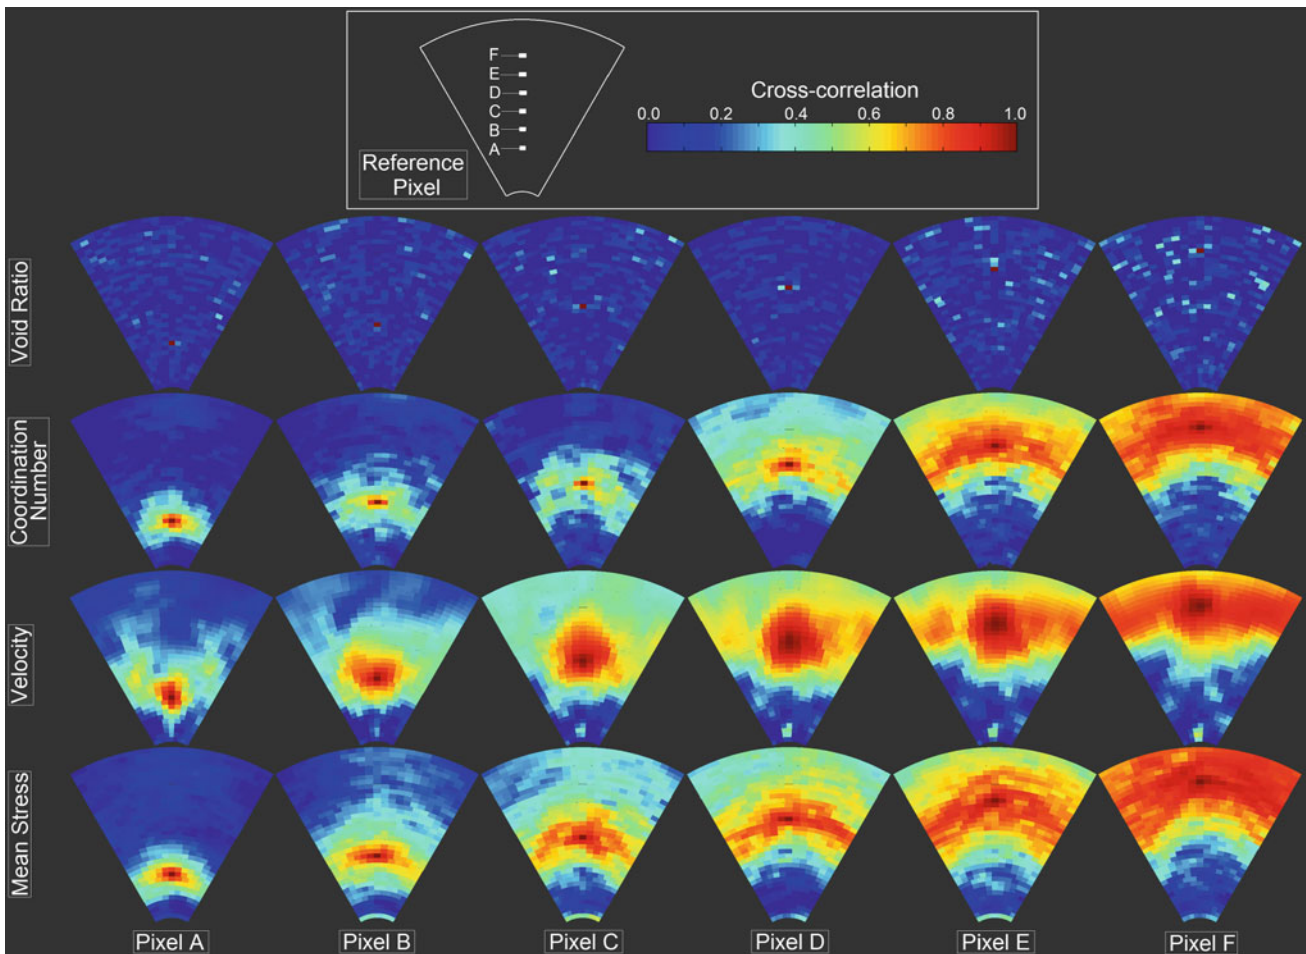 F
E
D
C
B
A
Reference
Pixel
Cross-correlation
0.0 0.2 0.4 0.6 0.8 1.0
Void Ratio
Coordination
Number
Velocity
Mean Stress
Pixel A Pixel B Pixel C Pixel D Pixel E Pixel F